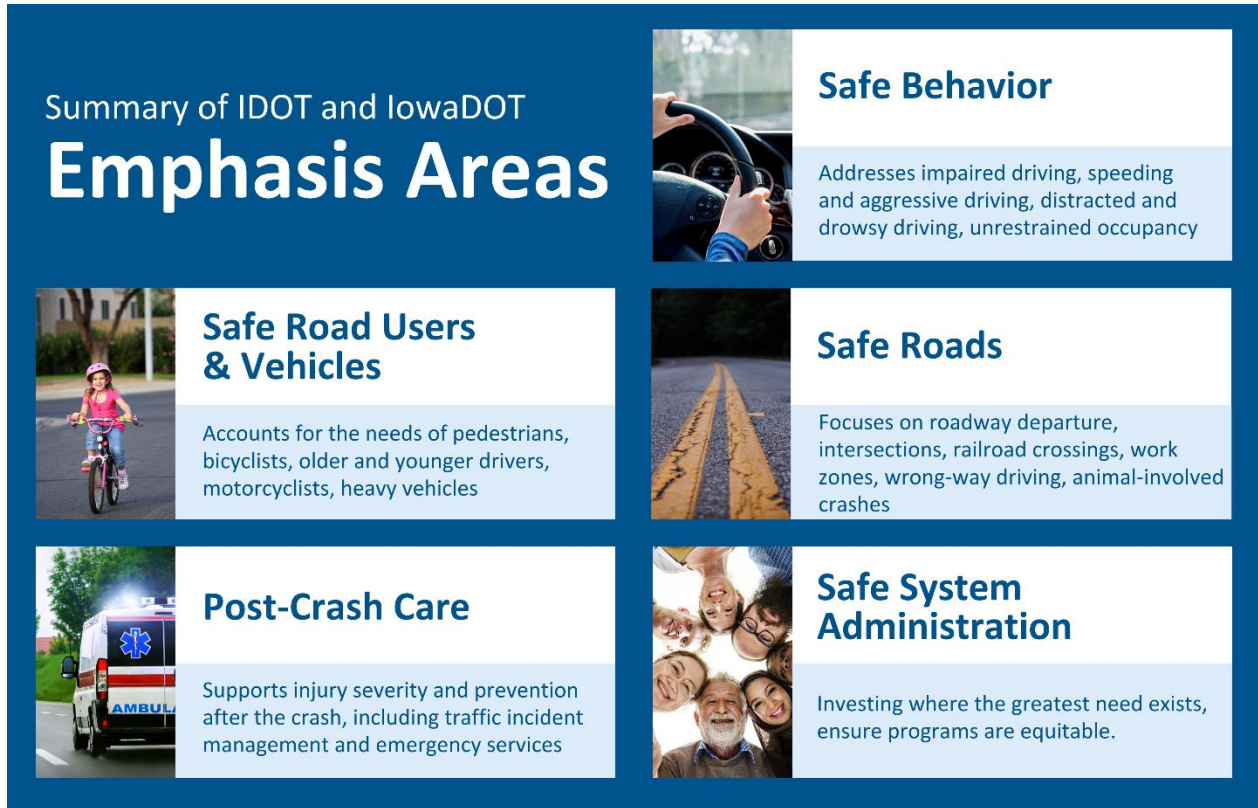 Summary of IDOT and IowaDOT
Emphasis Areas
Safe Behavior
Addresses impaired driving, speeding
and aggressive driving, distracted and
drowsy driving, unrestrained occupancy
Safe Road Users
& Vehicles
Accounts for the needs of pedestrians,
bicyclists, older and younger drivers,
motorcyclists, heavy vehicles
Safe Roads
Focuses on roadway departure,
intersections, railroad crossings, work
zones, wrong-way driving, animal-involved
crashes
Post-Crash Care
Supports injury severity and prevention
after the crash, including traffic incident
management and emergency services
AMBULA
Safe System
Administration
Investing where the greatest need exists,
ensure programs are equitable.